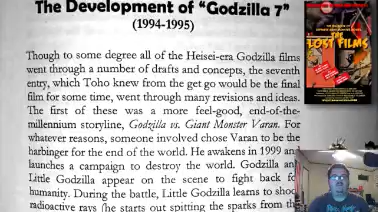 The Development of “Godzilla 7”
(1994-1995)
Though to some degree all of the Heisei-era Godzilla films
went through a number of drafts and concepts, the seventh
entry, which Toho knew from the get go would be the final
film for some time, went through many revisions and ideas.
The first of these was a more feel-good, end-of-the-
millennium storyline, Godzilla vs. Giant Monster Varan. For
whatever reasons, someone involved chose Varan to be the
harbinger for the end of the world. He awakens in 1999 and
launches a campaign to destroy the world. Godzilla and
Little Godzilla appear on the scene to fight back for
humanity. During the battle, Little Godzilla learns to shoot
radioactive rays (he starts out spitting the sparks from the
THE
LOST FILMS